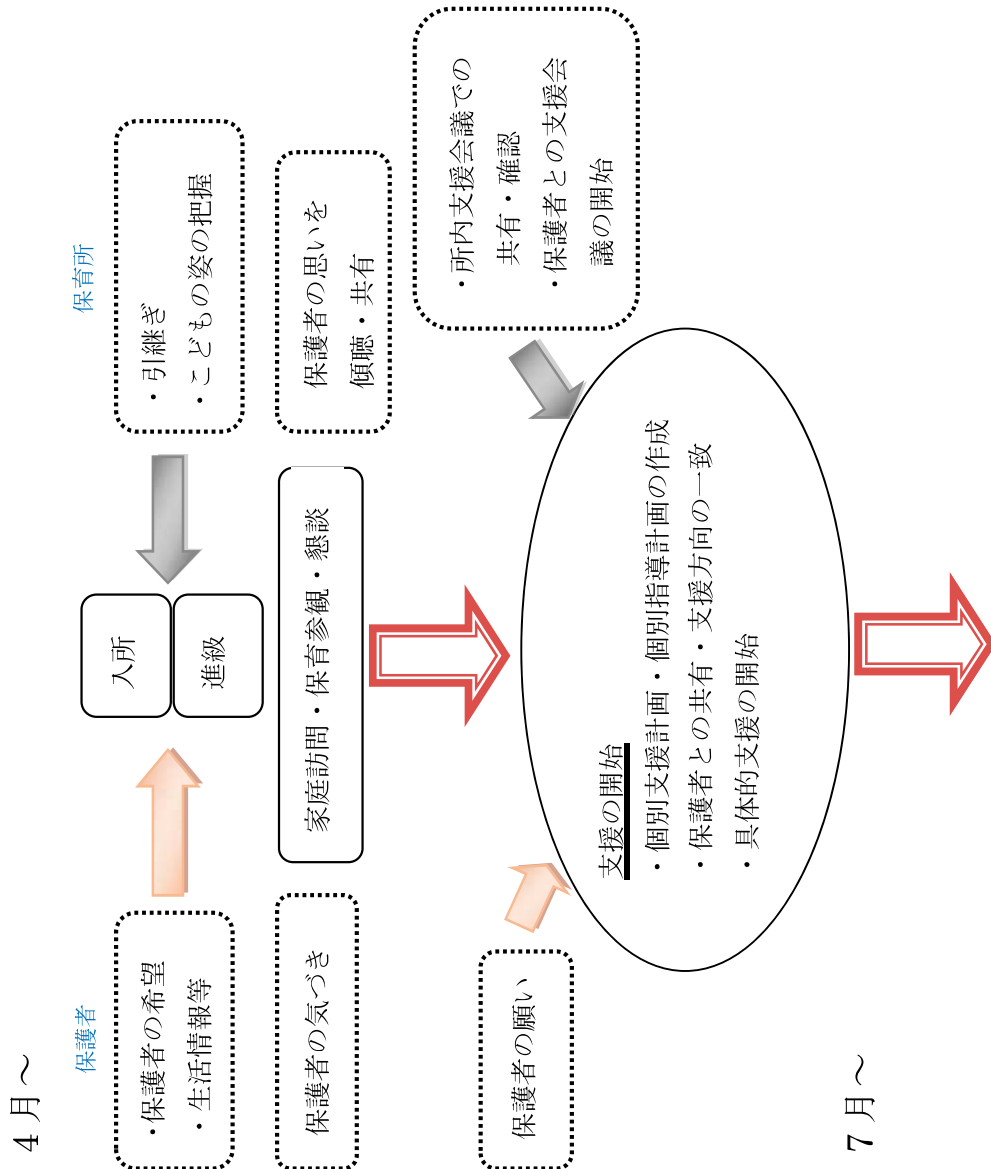 4月～
保護者
保育所
・保護者の希望
・生活情報等
入所
進級
・引継ぎ
・こどもの姿の把握
保護者の気づき
家庭訪問・保育参観・懇談
保護者の思いを
傾聴・共有
保護者の願い
・所内支援会議での
共有・確認
・保護者との支援会
議の開始
支援の開始
・個別支援計画・個別指導計画の作成
・保護者との共有・支援方向の一致
・具体的支援の開始
7月～